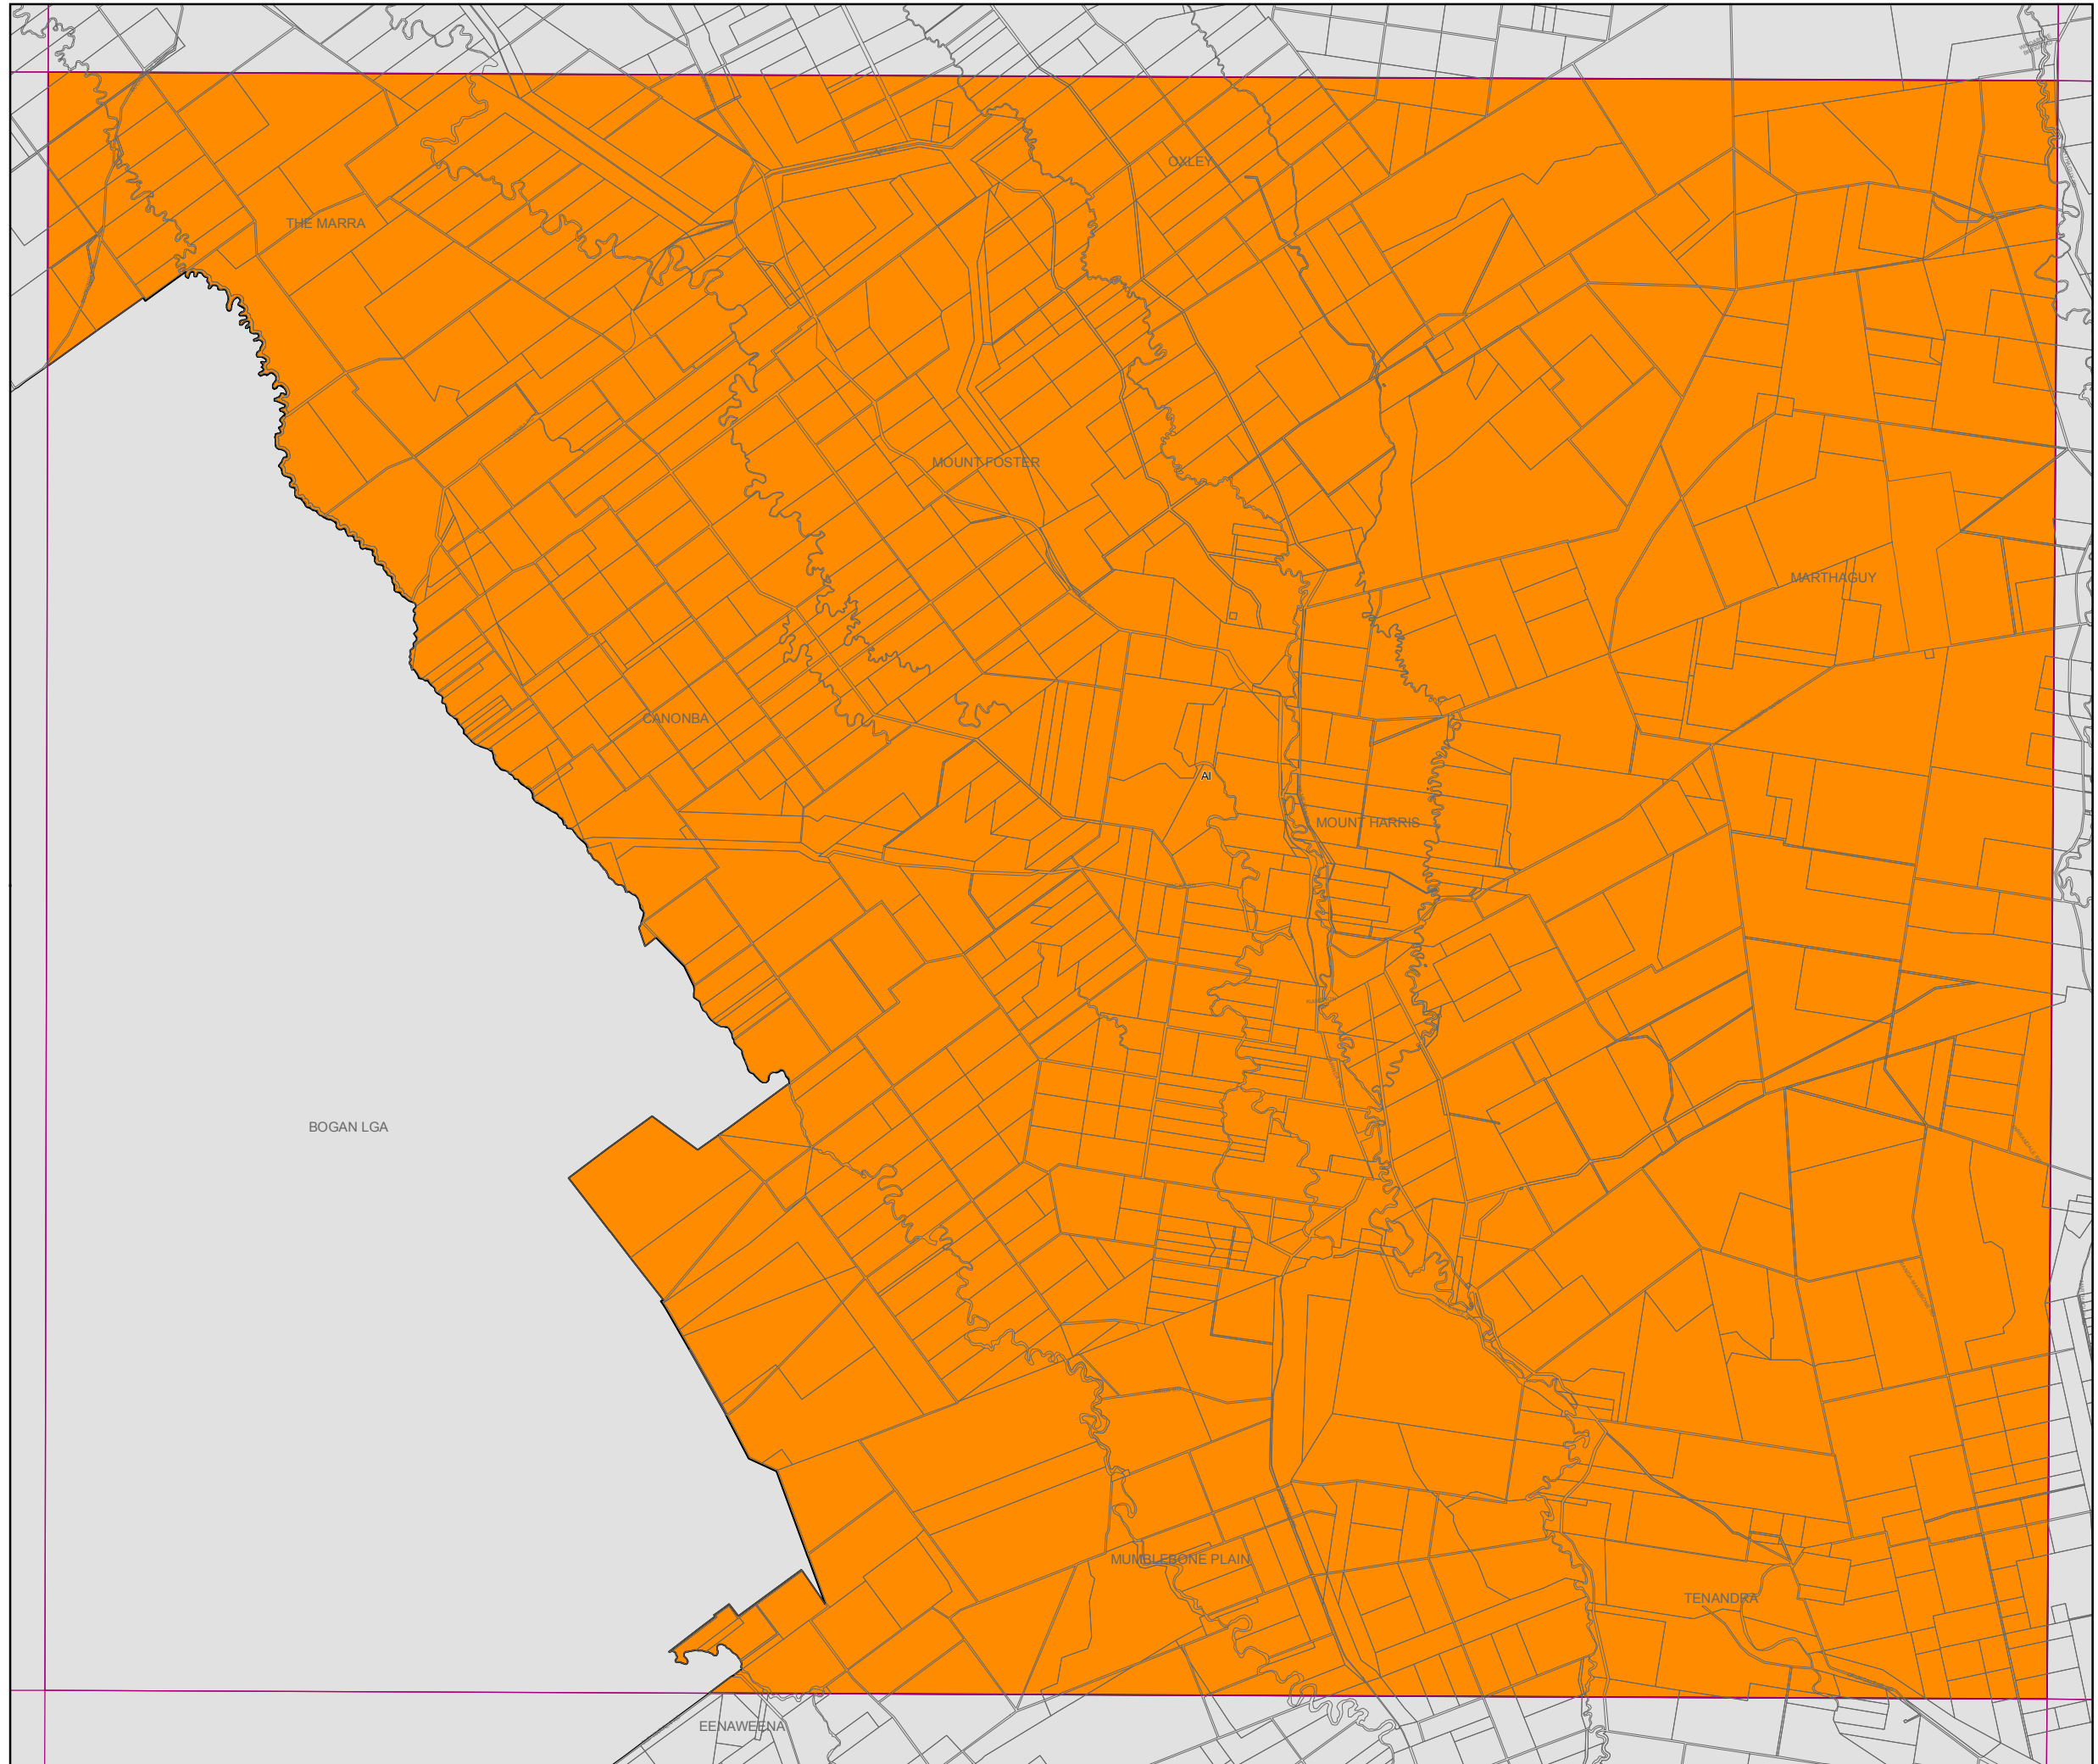 OXLEY
THE MARRA
MOUNT FOSTER
MARTHAGUY
CANONBA
AI
MOUNT HARRIS
BOGAN LGA
MUMBLEBONE PLAIN
TENANDRA
EENAWEENA